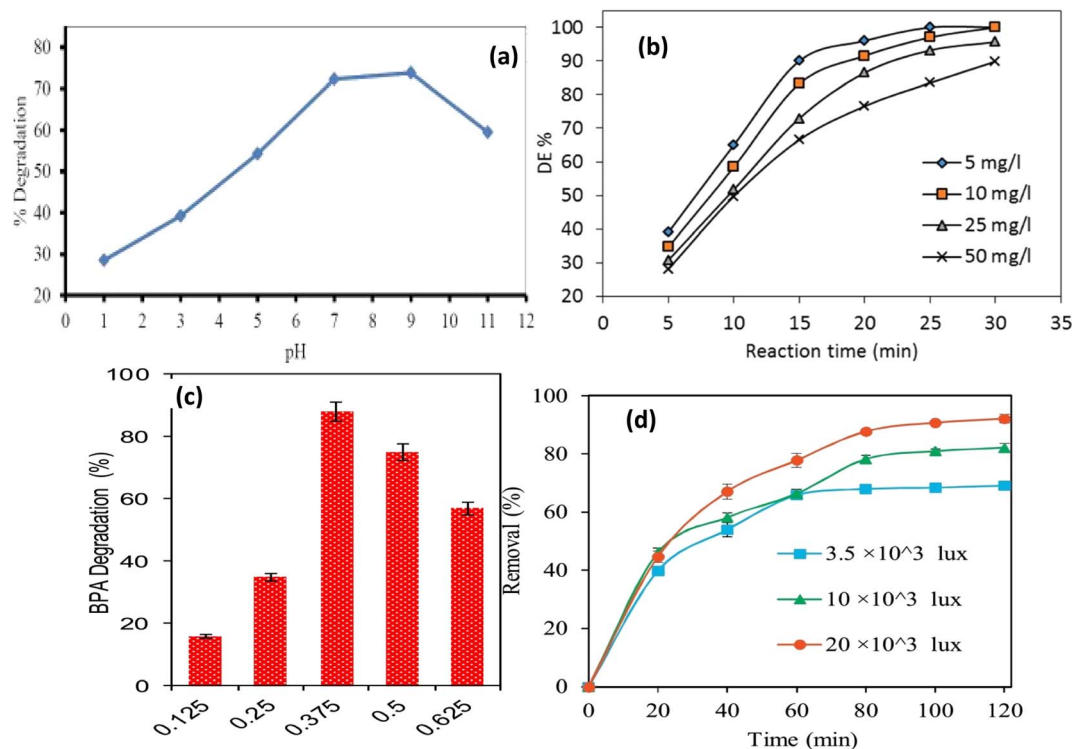 (a)
% Degradation
80
70
60
50
40
30
20
0 1 2 3 4 5 6 7 8 9 10 11 12
pH
(b)
DE %
100
90
80
70
60
50
40
30
20
0 5 10 15 20 25 30 35
Reaction time (min)
5 mg/l
10 mg/l
25 mg/l
50 mg/l
(c)
BPA Degradation (%)
100
80
60
40
20
0
0.125 0.25 0.375 0.5 0.625
(d)
Removal (%)
100
80
60
40
20
0
0 20 40 60 80 100 120
Time (min)
3.5 ×10^3 lux
10 ×10^3 lux
20 ×10^3 lux